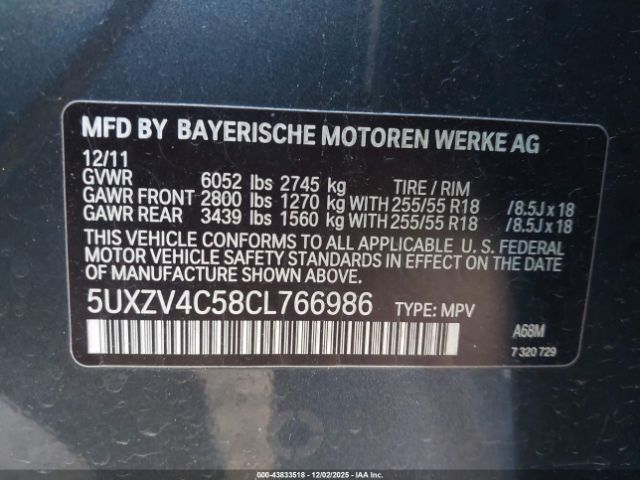 MFD BY BAYERISCHE MOTOREN WERKE AG
12/11
GVWR 6052 lbs 2745 kg TIRE / RIM
GAWR FRONT 2800 lbs 1270 kg WITH 255/55 R18 /8.5J x 18
GAWR REAR 3439 lbs 1560 kg WITH 255/55 R18 /8.5J x 18
THIS VEHICLE CONFORMS TO ALL APPLICABLE U. S. FEDERAL
MOTOR VEHICLE SAFETY STANDARDS IN EFFECT ON THE DATE
OF MANUFACTURE SHOWN ABOVE.
5UXZV4C58CL766986 TYPE: MPV
A68M
7 320 729
000-43833518 - 12/02/2025 - IAA Inc.